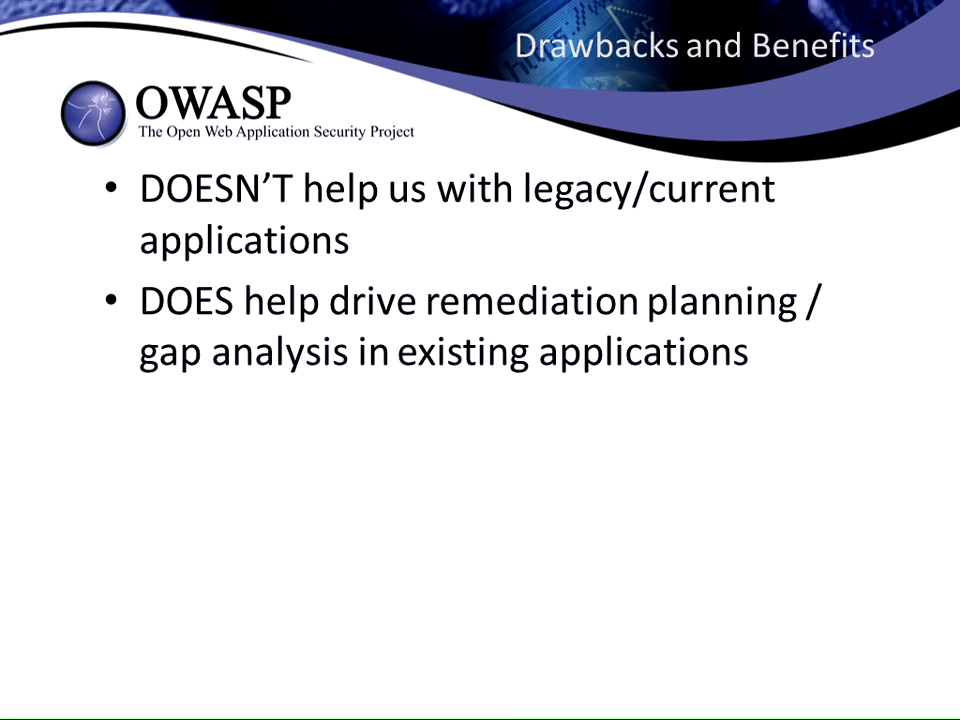 Drawbacks and Benefits
OWASP
The Open Web Application Security Project
• DOESN’T help us with legacy/current
applications
• DOES help drive remediation planning /
gap analysis in existing applications